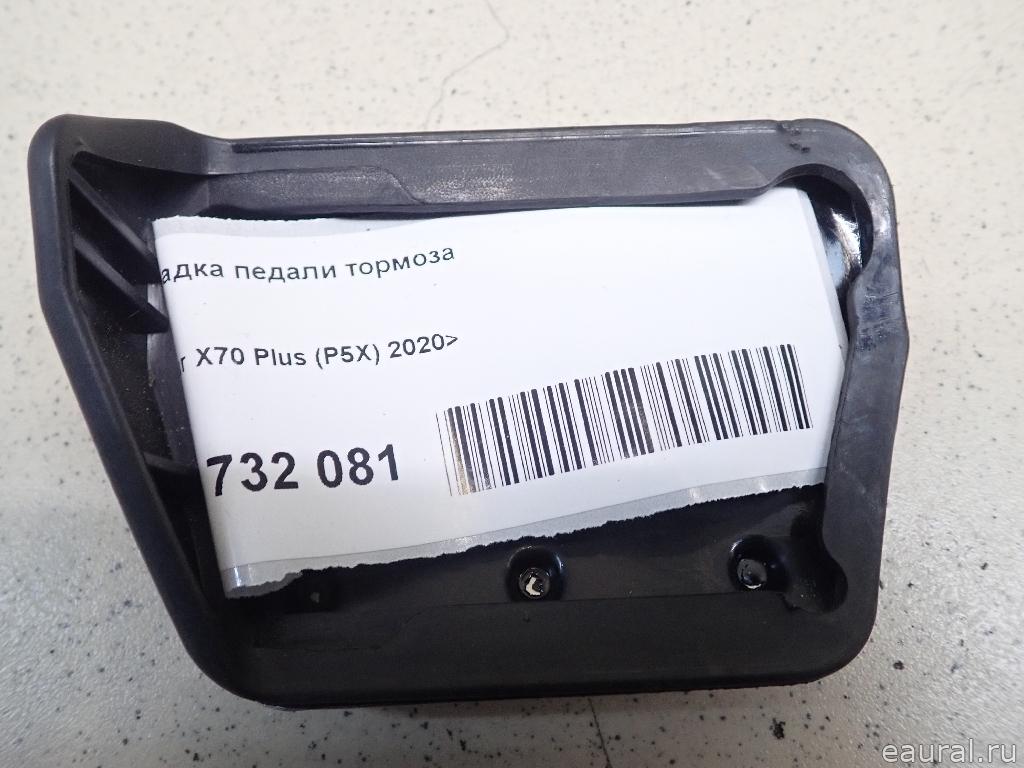 адка педали тормоза
r X70 Plus (P5X) 2020>
732 081
eaural.ru